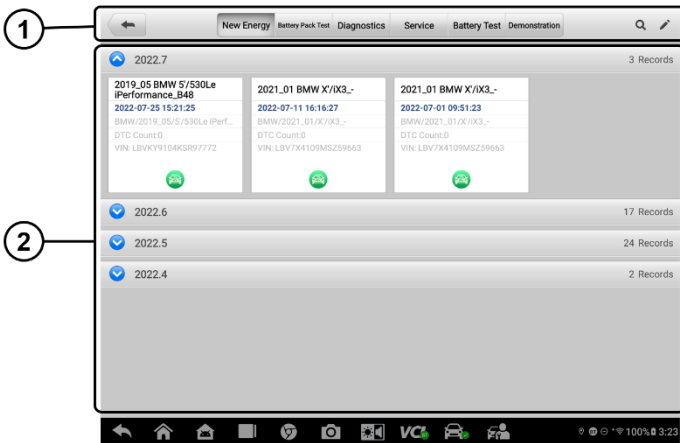 1
New Energy Battery Pack Test Diagnostics Service Battery Test Demonstration
2022.7 3 Records
2019_05 BMW 5'/530Le
iPerformance_B48
2022-07-25 15:21:25
BMW/2019_05/5'/530Le iPerf...
DTC Count:0
VIN: LBVKY9104KSR97772
2021_01 BMW X'/iX3_-
2022-07-11 16:16:27
BMW/2021_01/X'/iX3_-
DTC Count:0
VIN: LBV7X4109MSZ59663
2021_01 BMW X'/iX3_-
2022-07-01 09:51:23
BMW/2021_01/X'/iX3_-
DTC Count:0
VIN: LBV7X4109MSZ59663
2022.6 17 Records
2
2022.5 24 Records
2022.4 2 Records
VCI 100% 3:23